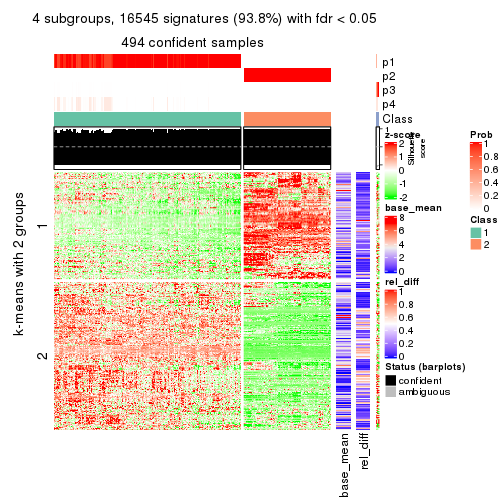 4 subgroups, 16545 signatures (93.8%) with fdr < 0.05
494 confident samples
p1
p2
p3
p4
Class
1
Silhouette
score
k-means with 2 groups
1
2
base_mean
rel_diff
z-score
2
1
0
-1
-2
base_mean
8
6
4
2
0
rel_diff
1
0.8
0.6
0.4
0.2
0
Status (barplots)
confident
ambiguous
Prob
1
0.8
0.6
0.4
0.2
0
Class
1
2